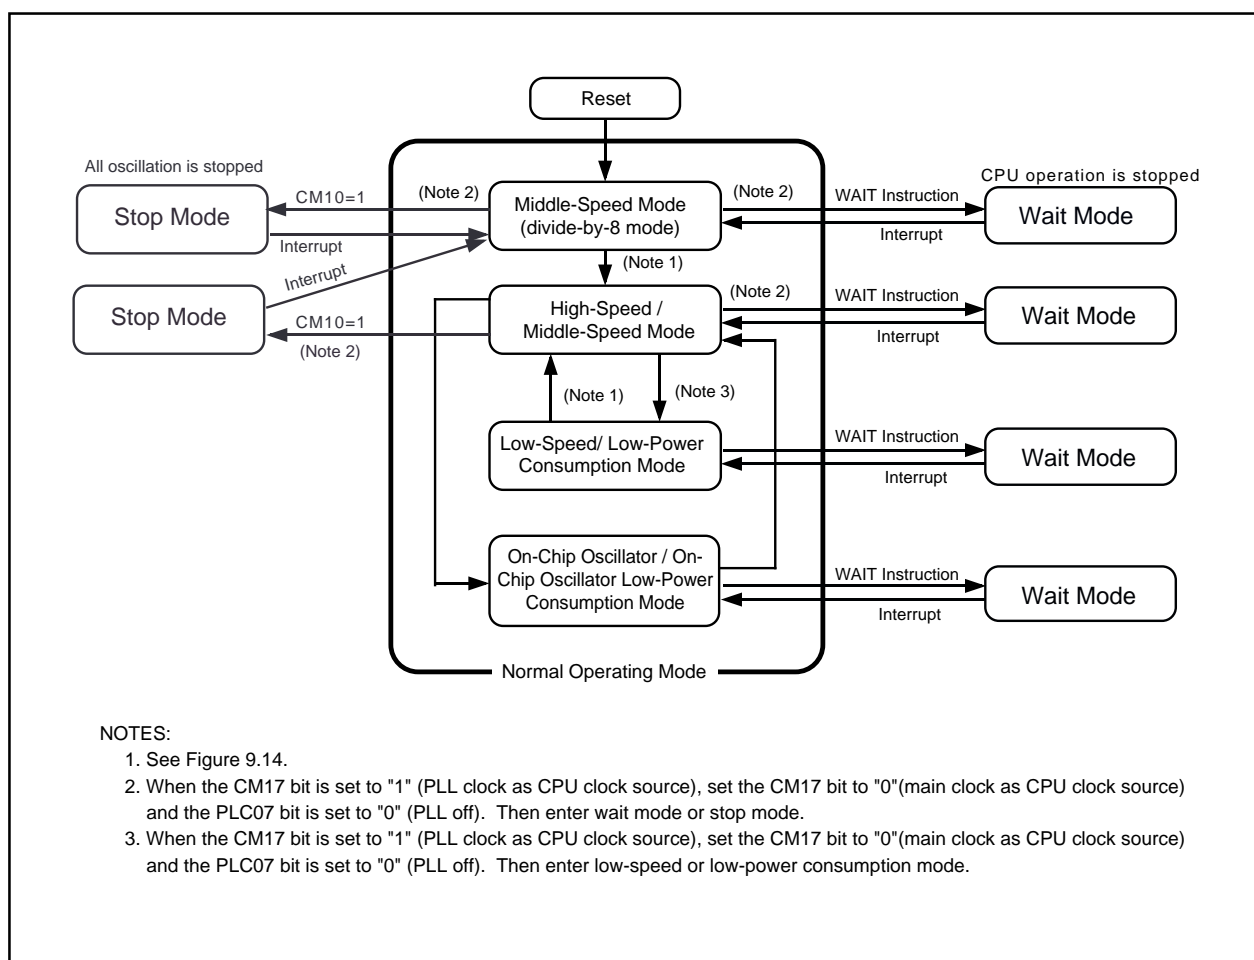 Reset
All oscillation is stopped
CPU operation is stopped
Stop Mode
CM10=1
(Note 2)
Interrupt
Middle-Speed Mode
(divide-by-8 mode)
(Note 2)
WAIT Instruction
Interrupt
Wait Mode
Interrupt
(Note 1)
Stop Mode
CM10=1
(Note 2)
High-Speed /
Middle-Speed Mode
(Note 2)
WAIT Instruction
Interrupt
Wait Mode
(Note 1)
(Note 3)
Low-Speed/ Low-Power
Consumption Mode
WAIT Instruction
Interrupt
Wait Mode
On-Chip Oscillator / On-
Chip Oscillator Low-Power
Consumption Mode
WAIT Instruction
Interrupt
Wait Mode
Normal Operating Mode
NOTES:
1. See Figure 9.14.
2. When the CM17 bit is set to "1" (PLL clock as CPU clock source), set the CM17 bit to "0"(main clock as CPU clock source)
and the PLC07 bit is set to "0" (PLL off).  Then enter wait mode or stop mode.
3. When the CM17 bit is set to "1" (PLL clock as CPU clock source), set the CM17 bit to "0"(main clock as CPU clock source)
and the PLC07 bit is set to "0" (PLL off).  Then enter low-speed or low-power consumption mode.